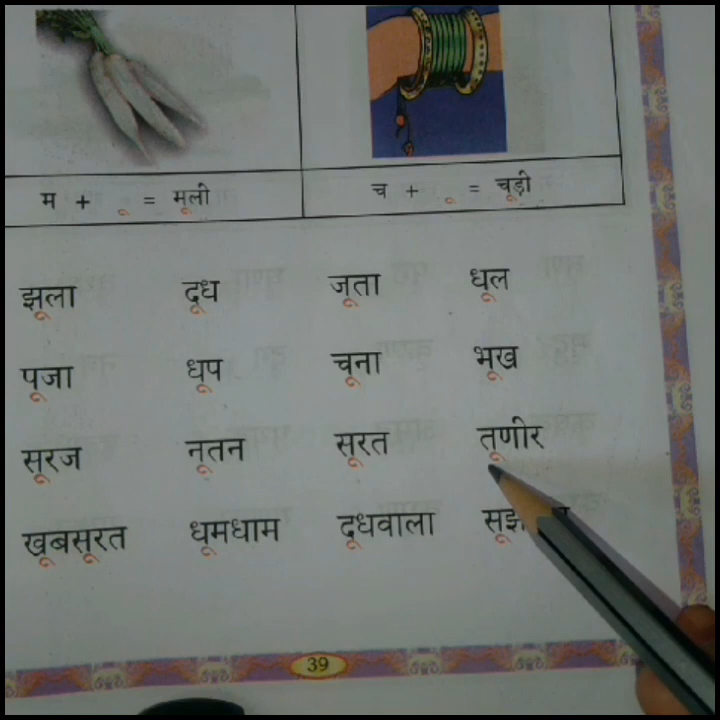 म + ू = मूली
च + ू = चूड़ी
झूला दूध जूता धूल
पूजा धूप चूना भूख
सूरज नूतन सूरत तूणीर
खूबसूरत धूमधाम दूधवाला
39